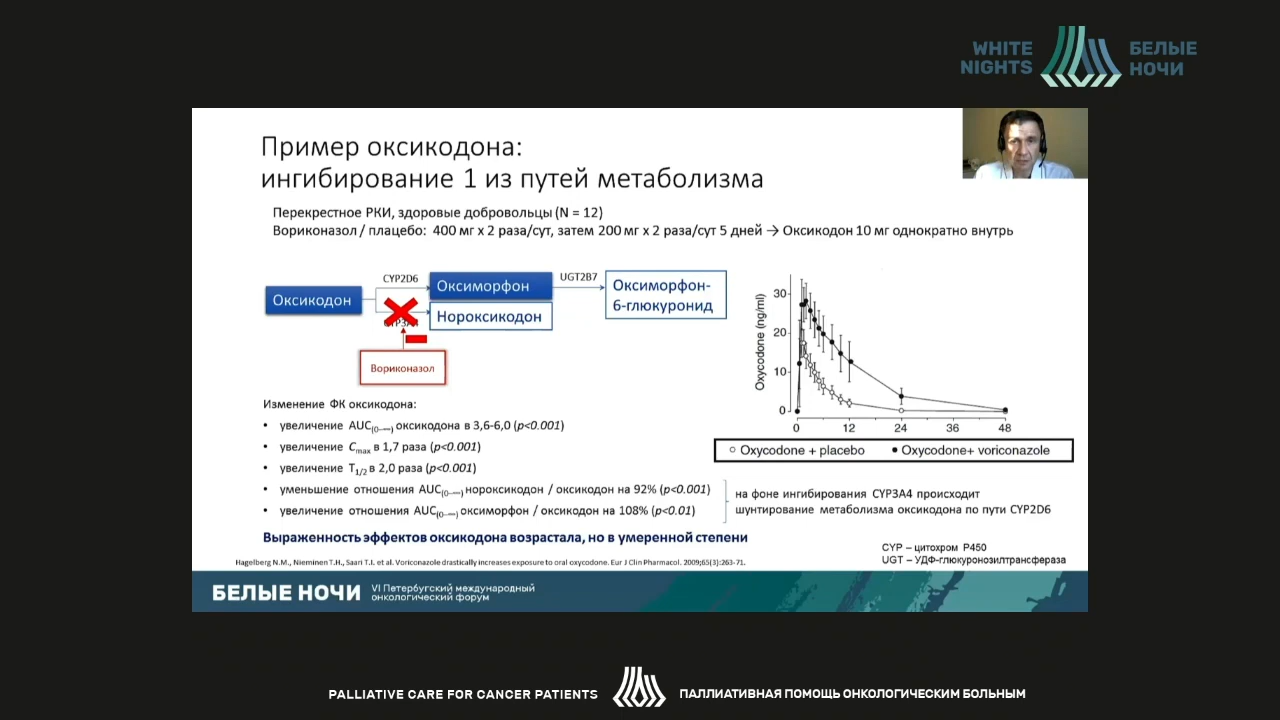 WHITE
NIGHTS
БЕЛЫЕ
НОЧИ
Пример оксикодона:
ингибирование 1 из путей метаболизма
Перекрестное РКИ, здоровые добровольцы (N = 12)
Вориконазол / плацебо: 400 мг х 2 раза/сут, затем 200 мг х 2 раза/сут 5 дней → Оксикодон 10 мг однократно внутрь
Оксикодон
CYP2D6
CYP3A4
Оксиморфон
Нороксикодон
UGT2B7
Оксиморфон-
6-глюкуронид
Вориконазол
Oxycodone (ng/ml)
30
20
10
0
0 12 24 36 48
○ Oxycodone + placebo ● Oxycodone+ voriconazole
Изменение ФК оксикодона:
• увеличение AUC(0–∞) оксикодона в 3,6-6,0 (p<0.001)
• увеличение Cmax в 1,7 раза (p<0.001)
• увеличение T1/2 в 2,0 раза (p<0.001)
• уменьшение отношения AUC(0–∞) нороксикодон / оксикодон на 92% (p<0.001)
• увеличение отношения AUC(0–∞) оксиморфон / оксикодон на 108% (p<0.01)
на фоне ингибирования CYP3A4 происходит
шунтирование метаболизма оксикодона по пути CYP2D6
Выраженность эффектов оксикодона возрастала, но в умеренной степени
CYP – цитохром P450
UGT – УДФ-глюкуронозилтрансфераза
Hagelberg N.M., Nieminen T.H., Saari T.I. et al. Voriconazole drastically increases exposure to oral oxycodone. Eur J Clin Pharmacol. 2009;65(3):263-71.
БЕЛЫЕ НОЧИ
VI Петербугский международный
онкологический форум
PALLIATIVE CARE FOR CANCER PATIENTS
ПАЛЛИАТИВНАЯ ПОМОЩЬ ОНКОЛОГИЧЕСКИМ БОЛЬНЫМ